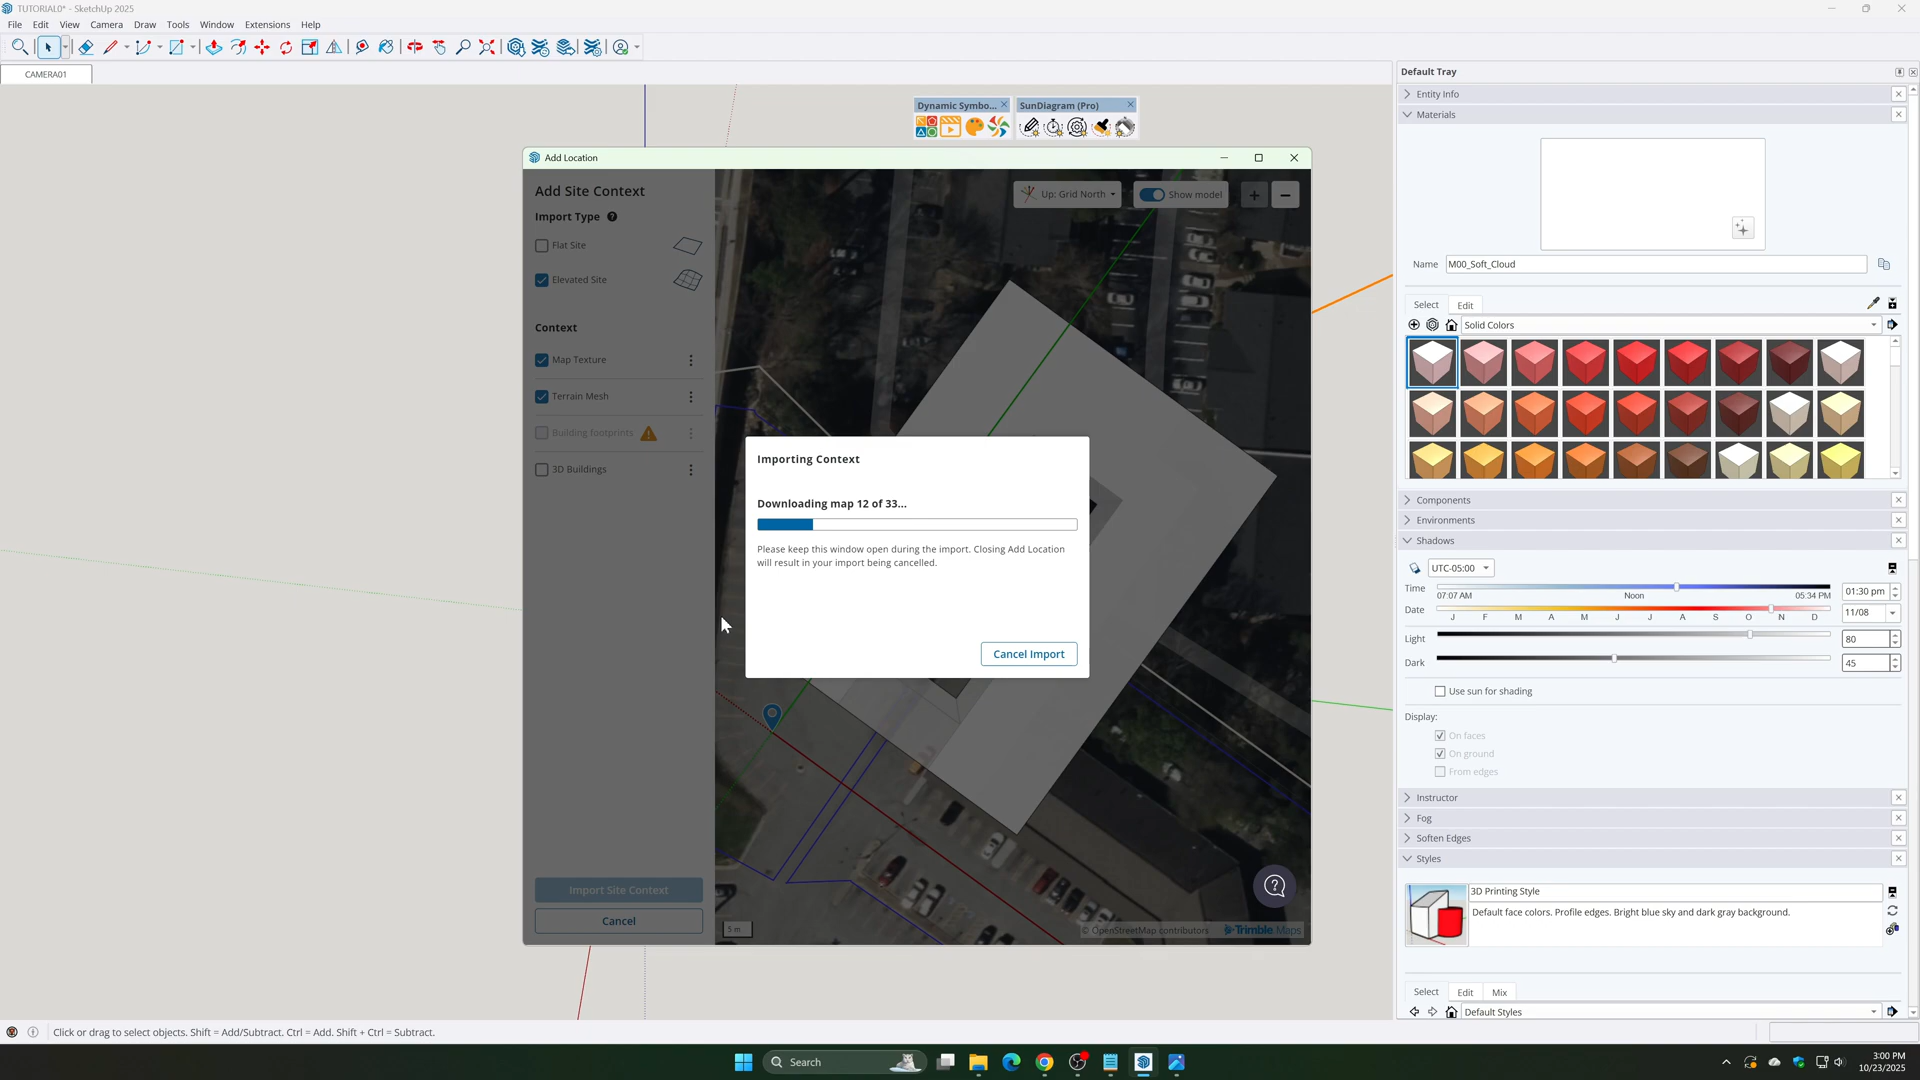 TUTORIAL0* - SketchUp 2025
File Edit View Camera Draw Tools Window Extensions Help
CAMERA01
Default Tray
Entity Info
Dynamic Symbo... SunDiagram (Pro)
Materials
Add Location
Add Site Context
Up: Grid North
Show model
Import Type
Flat Site
Elevated Site
Name M00_Soft_Cloud
Select Edit
Solid Colors
Context
Map Texture
Terrain Mesh
Building footprints
3D Buildings
Importing Context
Downloading map 12 of 33...
Please keep this window open during the import. Closing Add Location
will result in your import being cancelled.
Cancel Import
Components
Environments
Shadows
UTC-05:00
Time 07:07 AM Noon 05:34 PM 01:30 pm
Date J F M A M J J A S O N D 11/08
Light 80
Dark 45
Use sun for shading
Display:
On faces
On ground
From edges
Instructor
Fog
Soften Edges
Styles
3D Printing Style
Default face colors. Profile edges. Bright blue sky and dark gray background.
Import Site Context
Cancel
5 m
© OpenStreetMap contributors Trimble Maps
Select Edit Mix
Default Styles
Click or drag to select objects. Shift = Add/Subtract. Ctrl = Add. Shift + Ctrl = Subtract.
Search
3:00 PM
10/23/2025